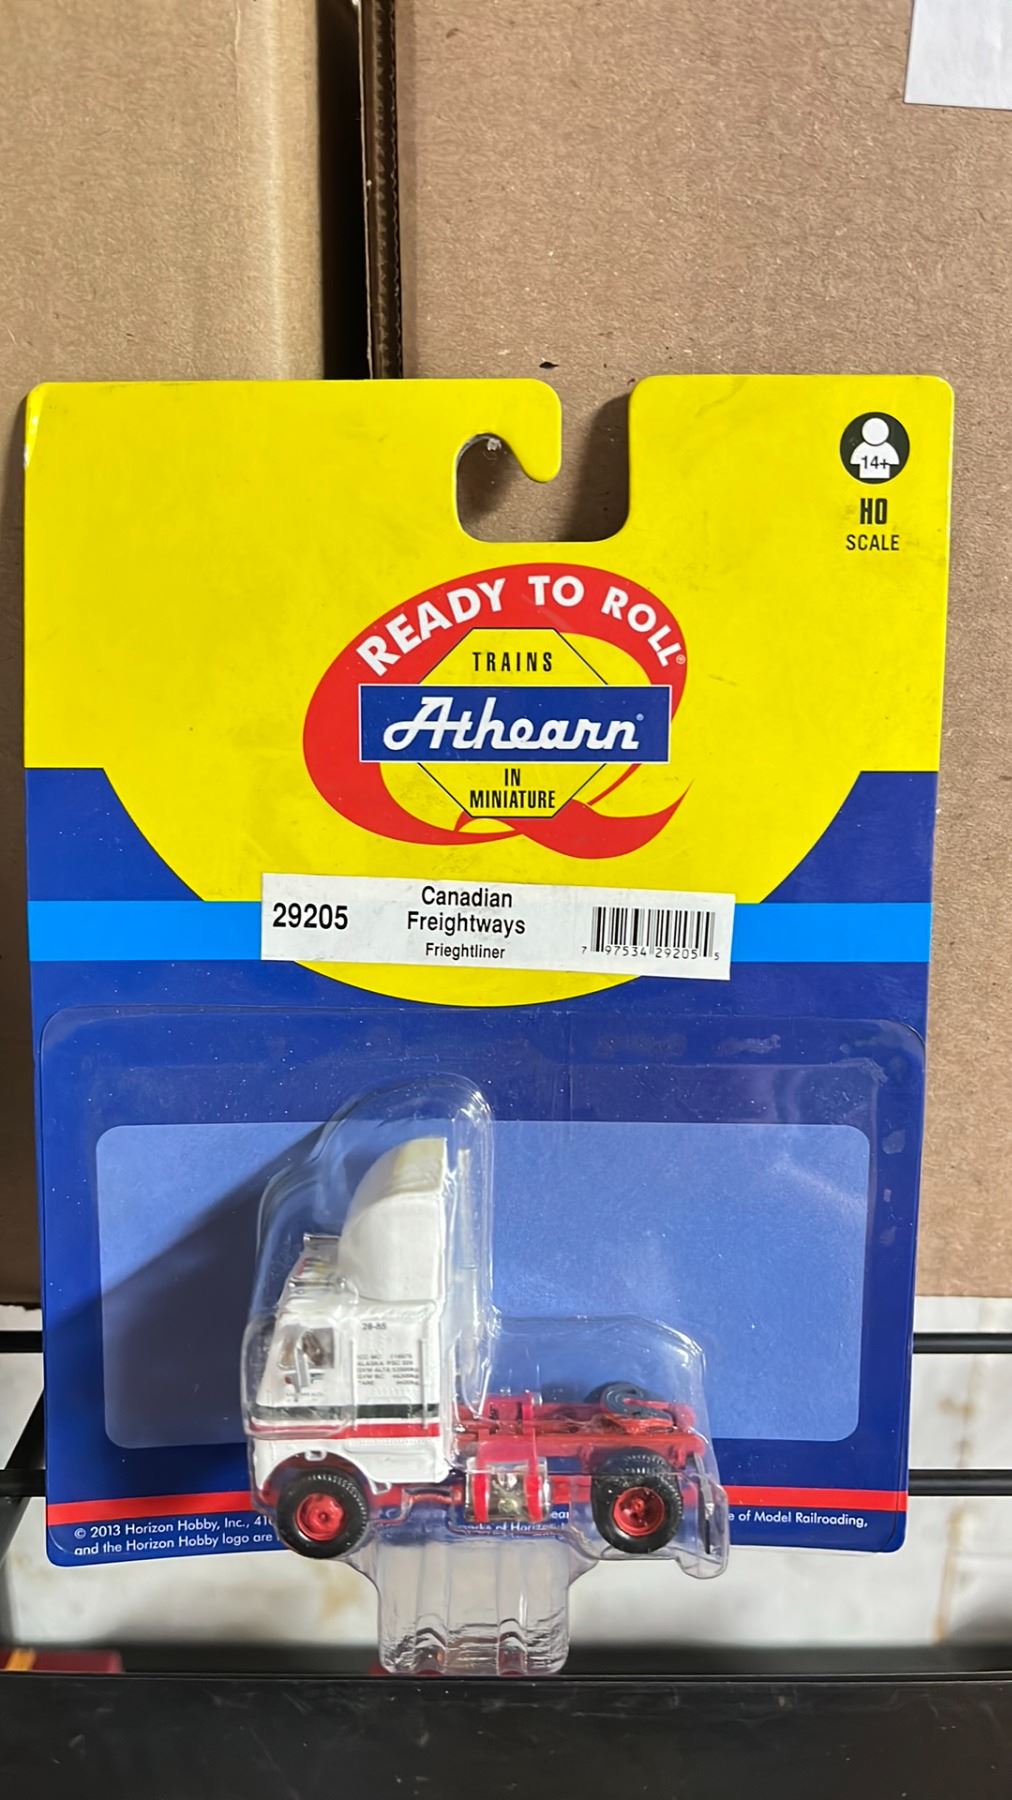 14+
HO
SCALE
READY TO ROLL®
TRAINS
Athearn®
IN
MINIATURE
29205
Canadian
Freightways
Frieghtliner
7 97534 29205 5
28-85
© 2013 Horizon Hobby, Inc., 41
e of Model Railroading,
and the Horizon Hobby logo are